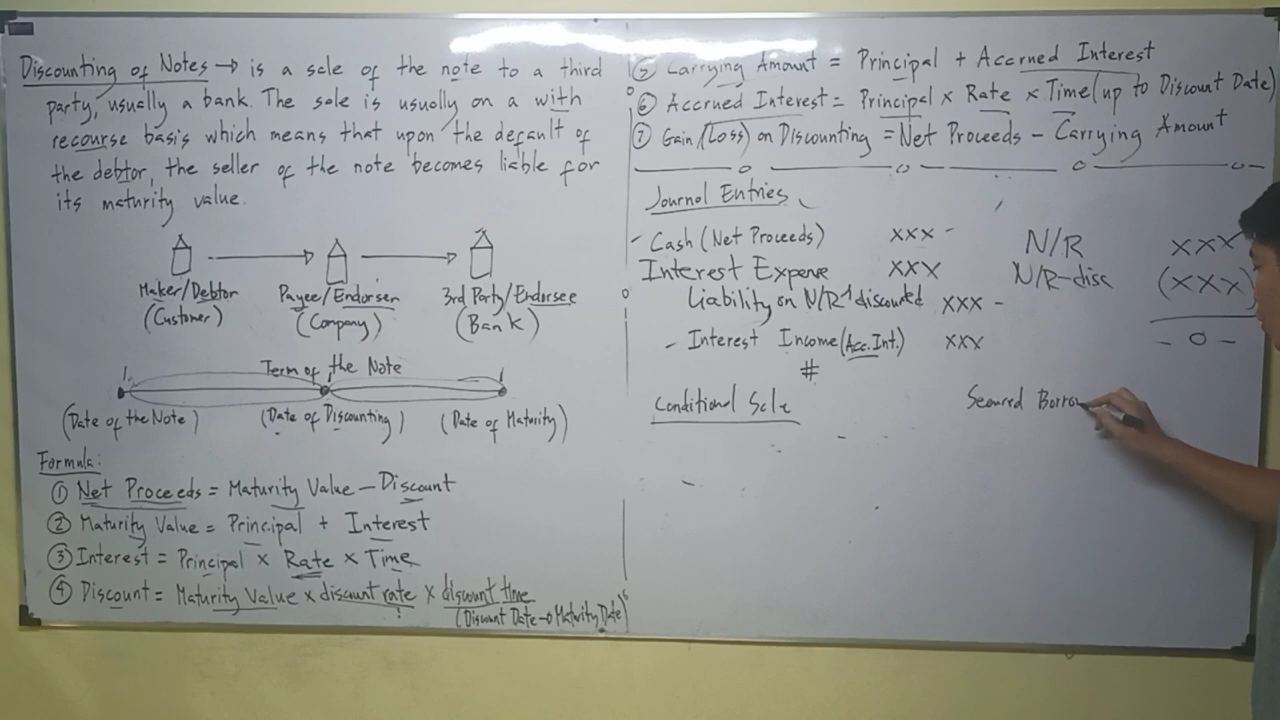 Discounting of Notes → is a sale of the note to a third
party, usually a bank. The sale is usually on a with
recourse basis which means that upon the default of
the debtor, the seller of the note becomes liable for
its maturity value.
Maker/Debtor Payee/Endorser 3rd Party/Endorsee
(Customer) (Company) (Bank)
Term of the Note
(Date of the Note) (Date of Discounting) (Date of Maturity)
Formula:
① Net Proceeds = Maturity Value - Discount
② Maturity Value = Principal + Interest
③ Interest = Principal × Rate × Time
④ Discount = Maturity Value × discount rate × discount time
(Discount Date → Maturity Date)
⑤ Carrying Amount = Principal + Accrued Interest
⑥ Accrued Interest = Principal × Rate × Time (up to Discount Date)
⑦ Gain/(Loss) on Discounting = Net Proceeds - Carrying Amount
Journal Entries
Cash (Net Proceeds) xxx
Interest Expense xxx
Liability on N/R discounted xxx
Interest Income (Acc. Int.) xxx
#
N/R xxx
N/R-disc (xxx)
- 0 -
Conditional Sale
Secured Borrow